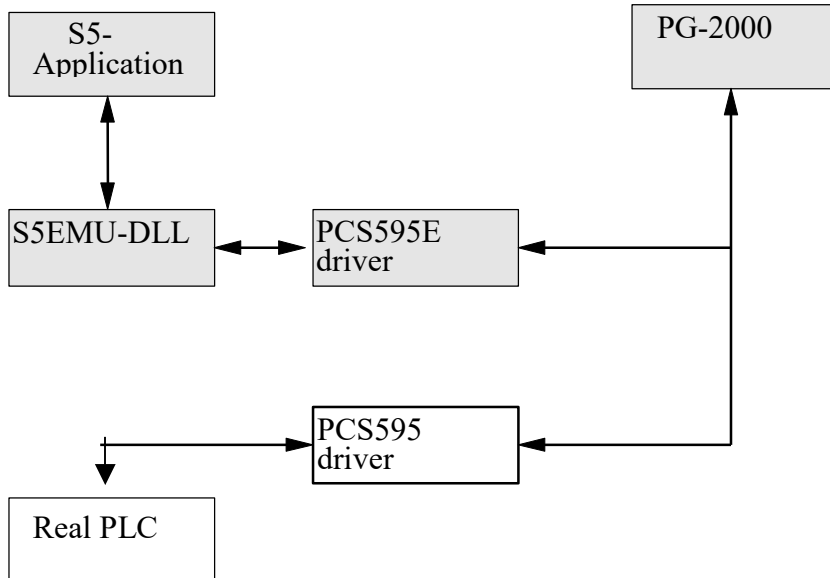 S5-
Application
PG-2000
S5EMU-DLL
PCS595E
driver
PCS595
driver
Real PLC